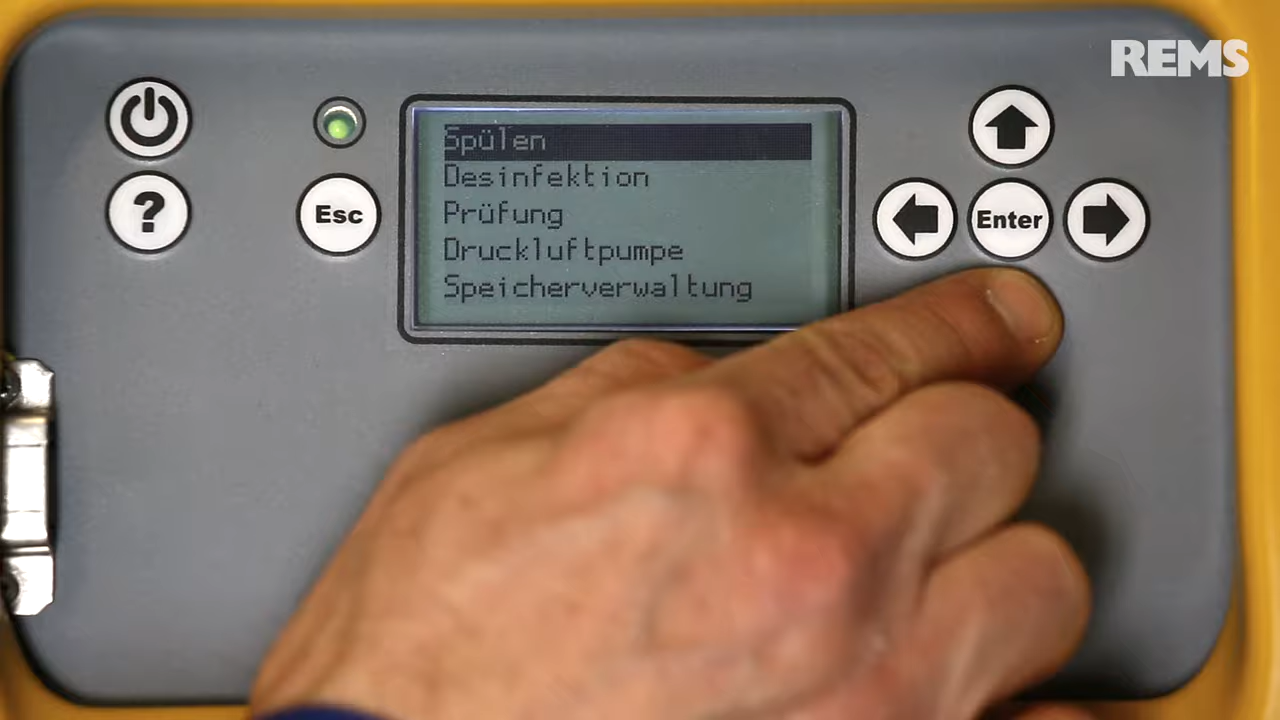 REMS
?
Esc
Spülen
Desinfektion
Prüfung
Druckluftpumpe
Speicherverwaltung
Enter